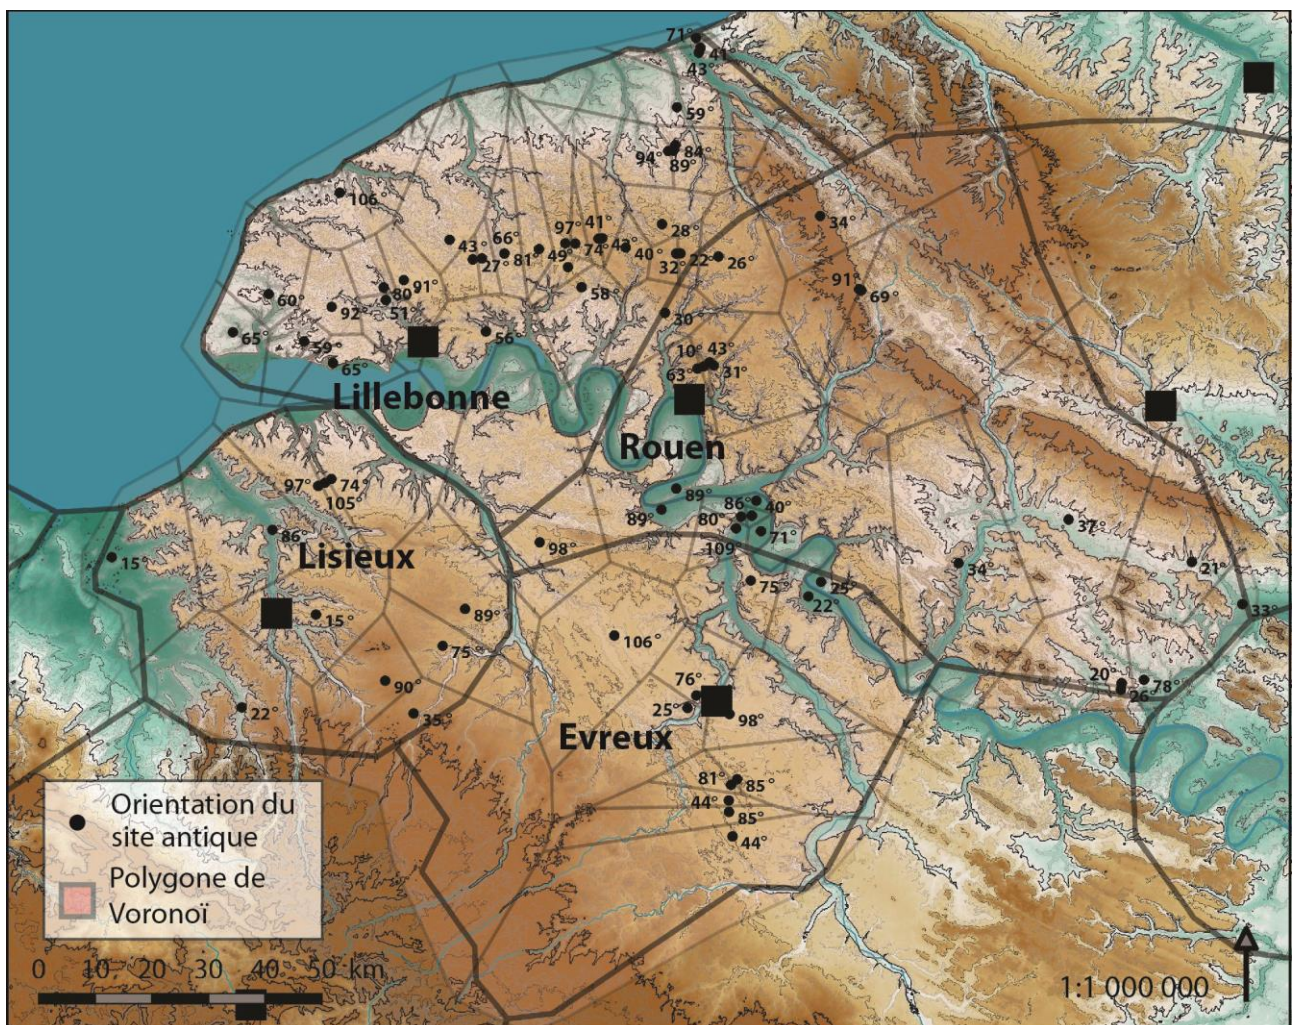 71°
41
43°
59°
94° 84°
89°
106
34°
97° 41°
28°
43° 66° 74° 42°
27° 81° 49° 40° 32° 22° 26°
91° 69°
60° 80 91°
92° 51° 58°
30
65° 59° 56°
65° 10° 43°
63 31°
Lillebonne
Rouen
97° 74°
105°
89°
89° 80 86° 40°
109 71°
37°
86°
Lisieux
98°
15° 75° 25° 34° 21°
22° 33°
15° 89°
106°
75°
90° 76° 20° 78°
26°
22° 35° 25° 98°
Evreux
81° 85°
44°
85°
44°
Orientation du
site antique
Polygone de
Voronoï
0 10 20 30 40 50 km
1:1 000 000